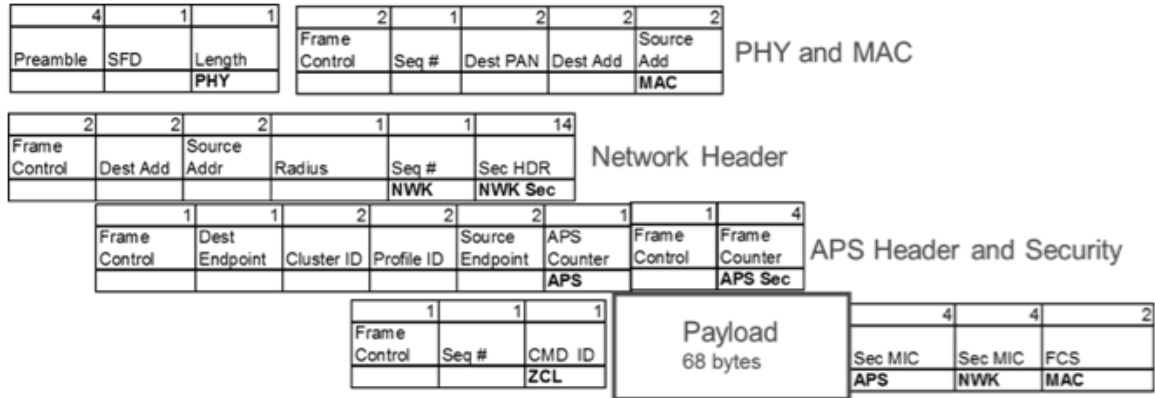 4 1 1
Preamble SFD Length
PHY
2 1 2 2 2
Frame Control Seq # Dest PAN Dest Add Source Add
MAC
PHY and MAC
2 2 2 1 1 14
Frame Control Dest Add Source Addr Radius Seq # Sec HDR
NWK NWK Sec
Network Header
1 1 2 2 2 1 1 4
Frame Control Dest Endpoint Cluster ID Profile ID Source Endpoint APS Counter Frame Control Frame Counter
APS APS Sec
APS Header and Security
1 1 1
Frame Control Seq # CMD ID
ZCL
Payload
68 bytes
4 4 2
Sec MIC Sec MIC FCS
APS NWK MAC